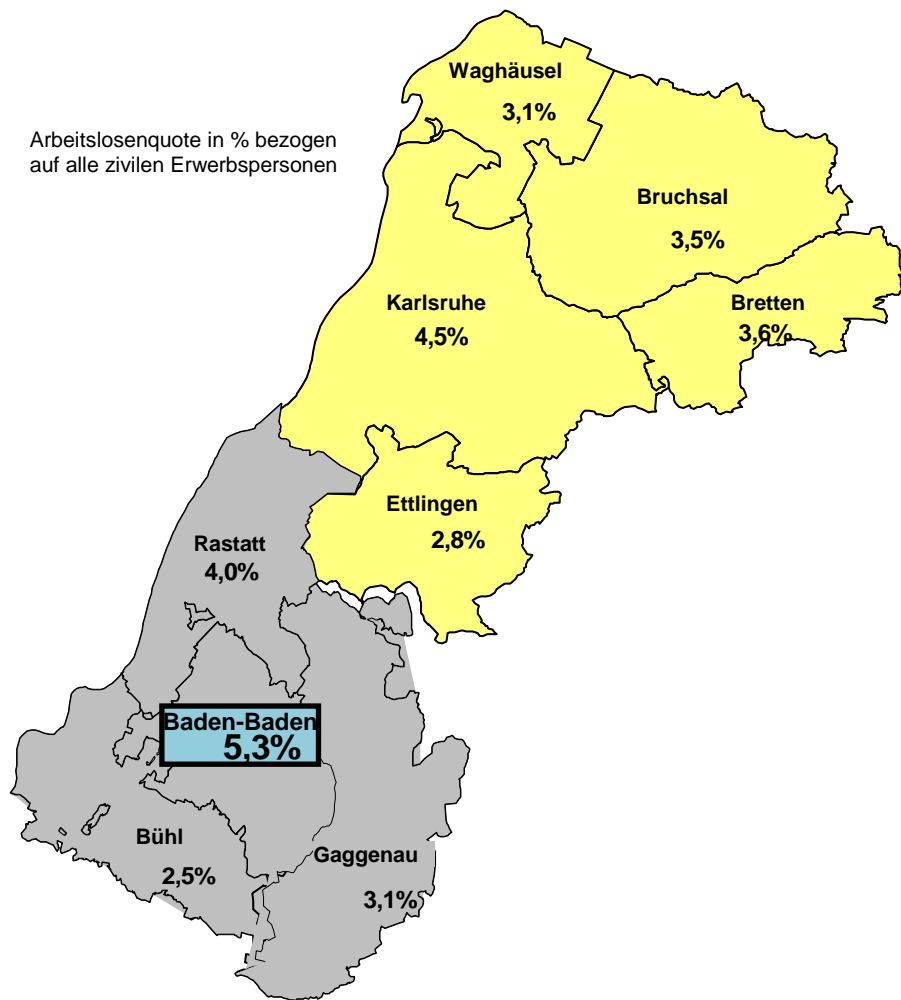 Waghäusel
3,1%
Arbeitslosenquote in % bezogen
auf alle zivilen Erwerbspersonen
Bruchsal
3,5%
Karlsruhe
4,5%
Bretten
3,6%
Ettlingen
2,8%
Rastatt
4,0%
Baden-Baden
5,3%
Bühl
2,5%
Gaggenau
3,1%